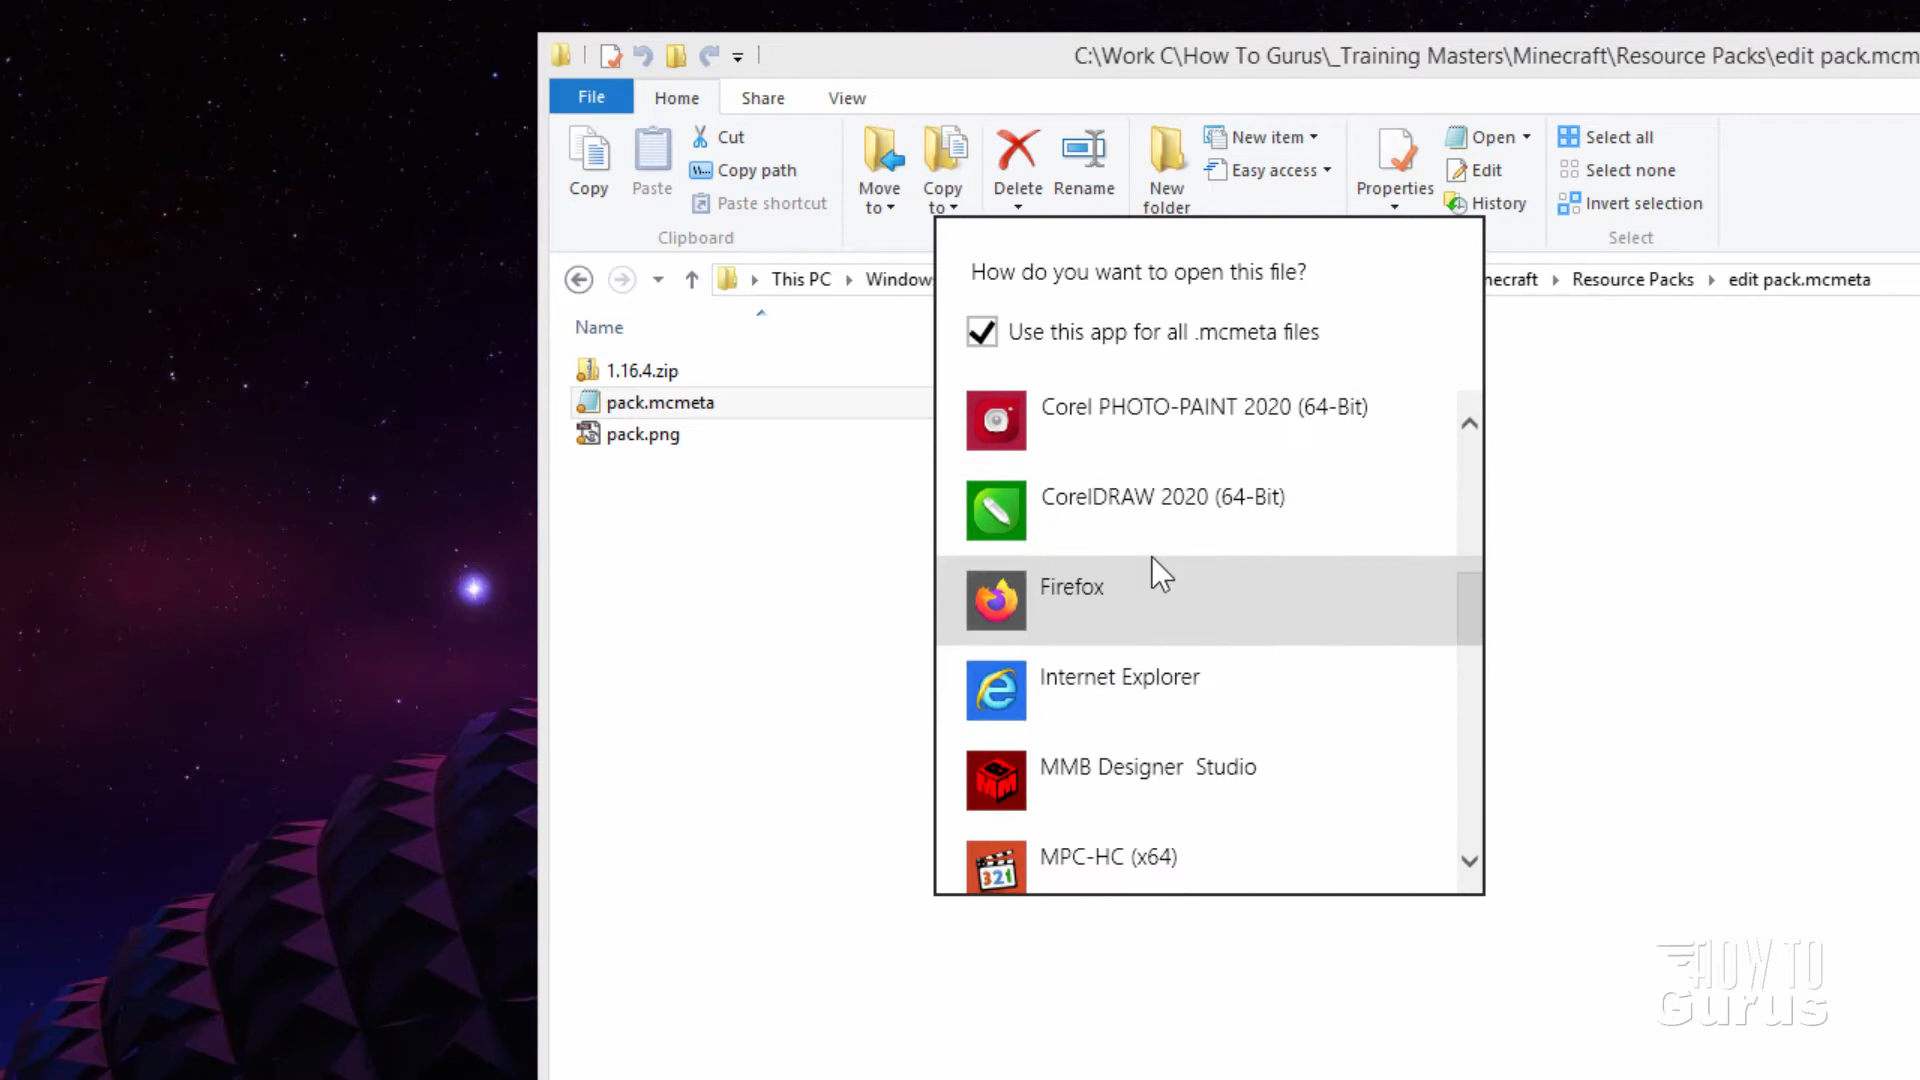 C:\Work C\How To Gurus\_Training Masters\Minecraft\Resource Packs\edit pack.mcm
File Home Share View
Copy
Paste
Cut
Copy path
Paste shortcut
Clipboard
Move to
Copy to
Delete
Rename
New folder
New item
Easy access
Properties
Open
Edit
History
Select all
Select none
Invert selection
Select
This PC Window necraft Resource Packs edit pack.mcmeta
Name
1.16.4.zip
pack.mcmeta
pack.png
How do you want to open this file?
Use this app for all .mcmeta files
Corel PHOTO-PAINT 2020 (64-Bit)
CorelDRAW 2020 (64-Bit)
Firefox
Internet Explorer
MMB Designer Studio
MPC-HC (x64)
321
HOW TO
Gurus